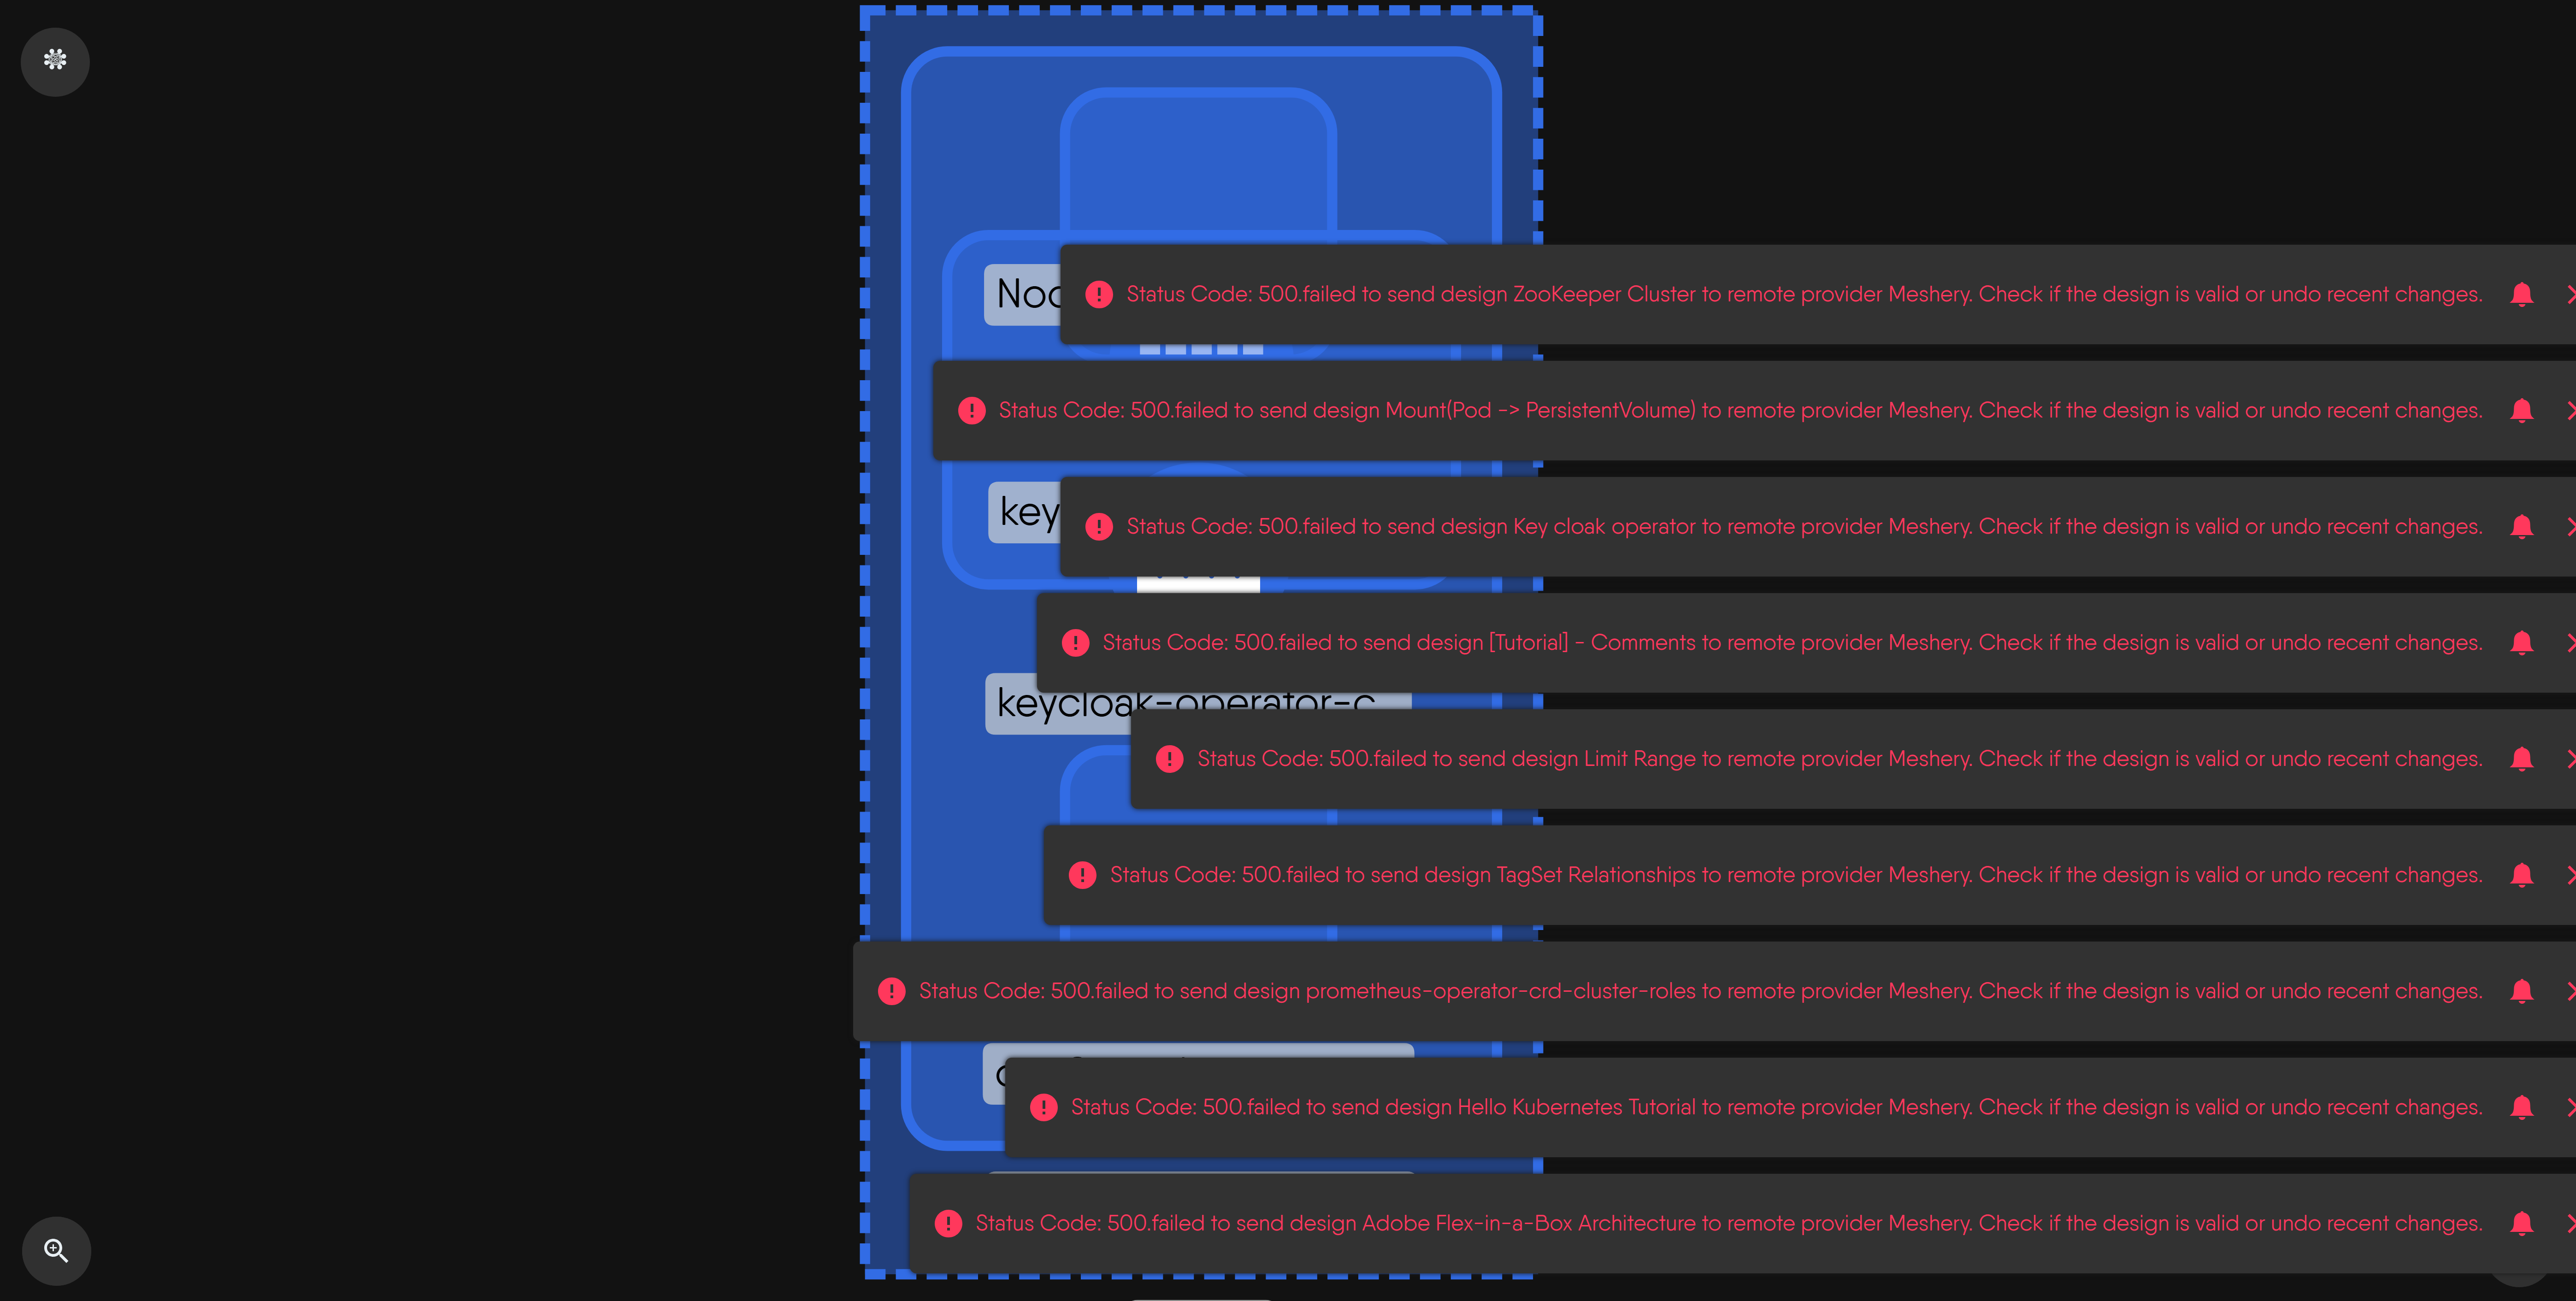 Status Code: 500.failed to send design ZooKeeper Cluster to remote provider Meshery. Check if the design is valid or undo recent changes.
Status Code: 500.failed to send design Mount(Pod -> PersistentVolume) to remote provider Meshery. Check if the design is valid or undo recent changes.
key
Status Code: 500.failed to send design Key cloak operator to remote provider Meshery. Check if the design is valid or undo recent changes.
Status Code: 500.failed to send design [Tutorial] - Comments to remote provider Meshery. Check if the design is valid or undo recent changes.
keycloak-operator-c
Status Code: 500.failed to send design Limit Range to remote provider Meshery. Check if the design is valid or undo recent changes.
Status Code: 500.failed to send design TagSet Relationships to remote provider Meshery. Check if the design is valid or undo recent changes.
Status Code: 500.failed to send design prometheus-operator-crd-cluster-roles to remote provider Meshery. Check if the design is valid or undo recent changes.
Status Code: 500.failed to send design Hello Kubernetes Tutorial to remote provider Meshery. Check if the design is valid or undo recent changes.
Status Code: 500.failed to send design Adobe Flex-in-a-Box Architecture to remote provider Meshery. Check if the design is valid or undo recent changes.